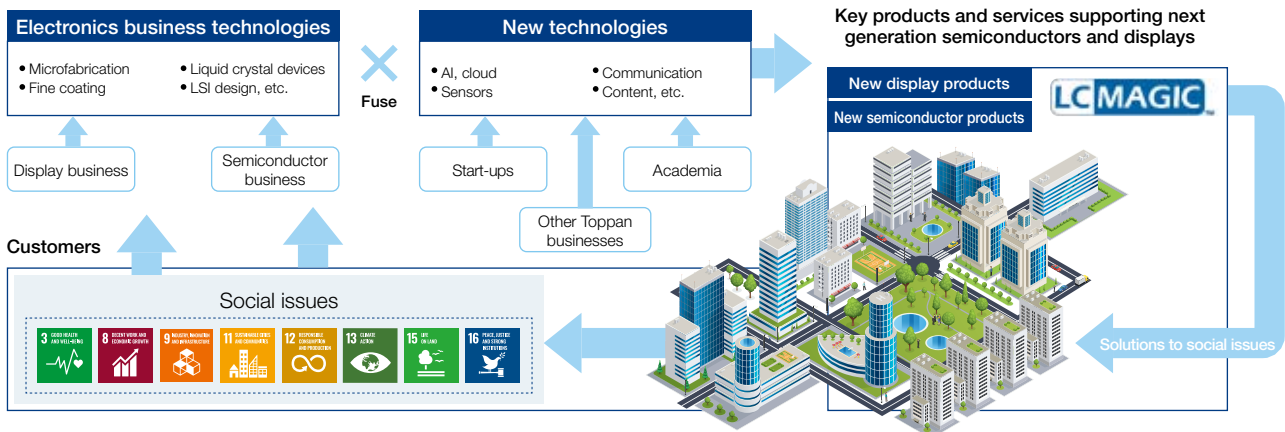 Electronics business technologies
• Microfabrication
• Fine coating
• Liquid crystal devices
• LSI design, etc.
Fuse
New technologies
• AI, cloud
• Sensors
• Communication
• Content, etc.
Key products and services supporting next
generation semiconductors and displays
New display products
New semiconductor products
LC MAGIC™
Display business
Semiconductor
business
Start-ups
Other Toppan
businesses
Academia
Customers
Social issues
3 GOOD HEALTH
AND WELL-BEING
8 DECENT WORK AND
ECONOMIC GROWTH
9 INDUSTRY, INNOVATION
AND INFRASTRUCTURE
11 SUSTAINABLE CITIES
AND COMMUNITIES
12 RESPONSIBLE
CONSUMPTION
AND PRODUCTION
13 CLIMATE
ACTION
15 LIFE
ON LAND
16 PEACE, JUSTICE
AND STRONG
INSTITUTIONS
Solutions to social issues